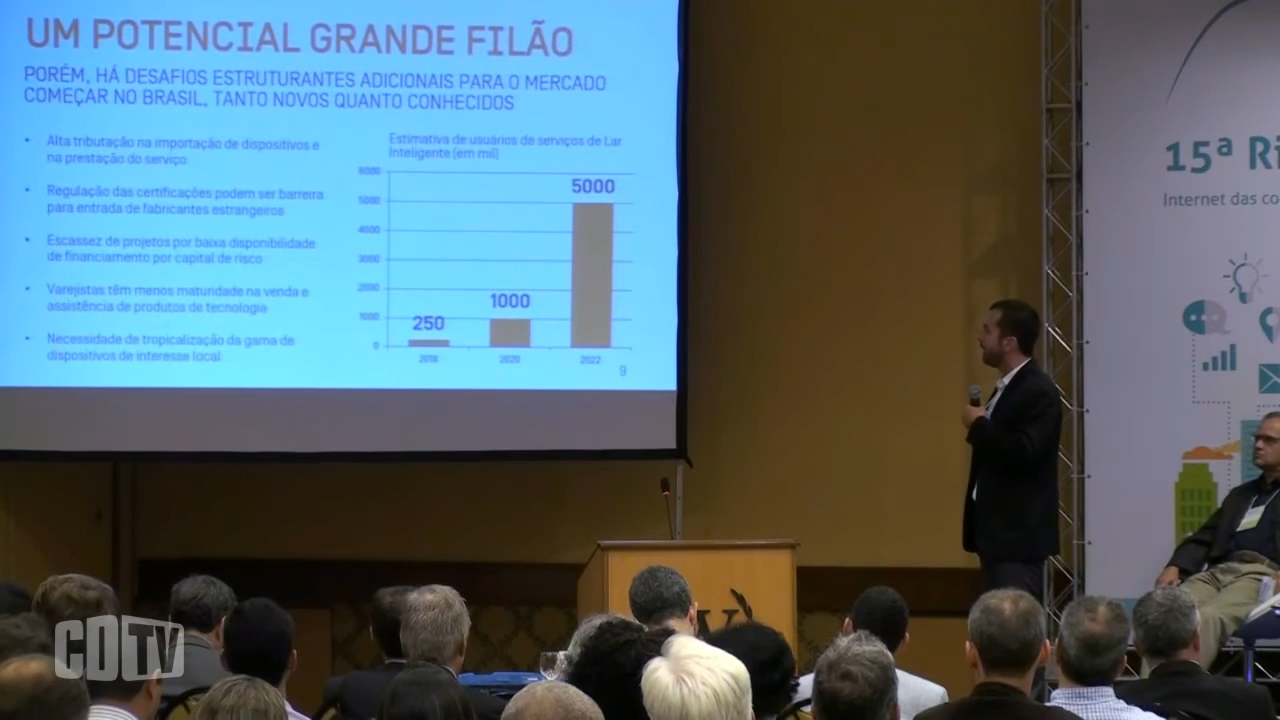 UM POTENCIAL GRANDE FILÃO
PORÉM, HÁ DESAFIOS ESTRUTURANTES ADICIONAIS PARA O MERCADO
COMEÇAR NO BRASIL, TANTO NOVOS QUANTO CONHECIDOS
• Alta tributação na importação de dispositivos e
na prestação do serviço
• Regulação das certificações podem ser barreira
para entrada de fabricantes estrangeiros
• Escassez de projetos por baixa disponibilidade
de financiamento por capital de risco
• Varejistas têm menos maturidade na venda e
assistência de produtos de tecnologia
• Necessidade de tropicalização da gama de
dispositivos de interesse local
Estimativa de usuários de serviços de Lar
Inteligente (em mil)
6000
5000
4000
3000
2000
1000
0
250
1000
5000
2018
2020
2022
9
15ª Ri
Internet das co
CDTV